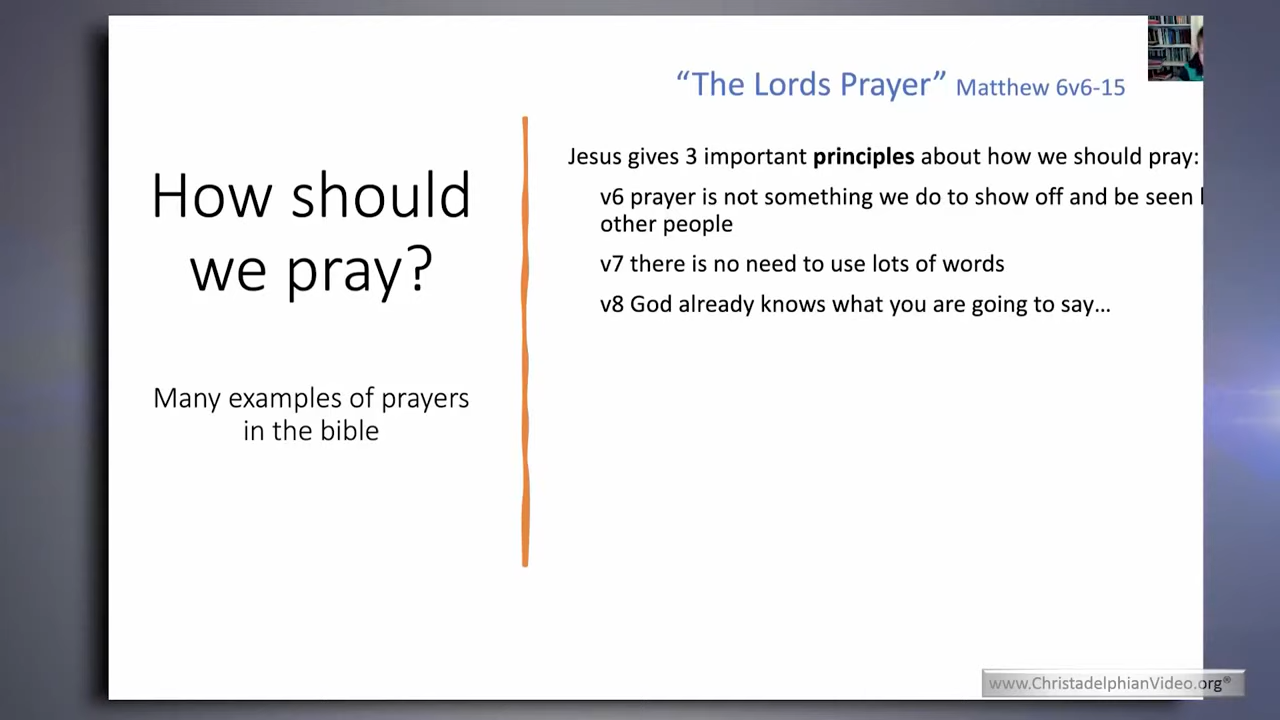 How should
we pray?
Many examples of prayers
in the bible
“The Lords Prayer” Matthew 6v6-15
Jesus gives 3 important principles about how we should pray:
v6 prayer is not something we do to show off and be seen
other people
v7 there is no need to use lots of words
v8 God already knows what you are going to say…
www.ChristadelphianVideo.org®